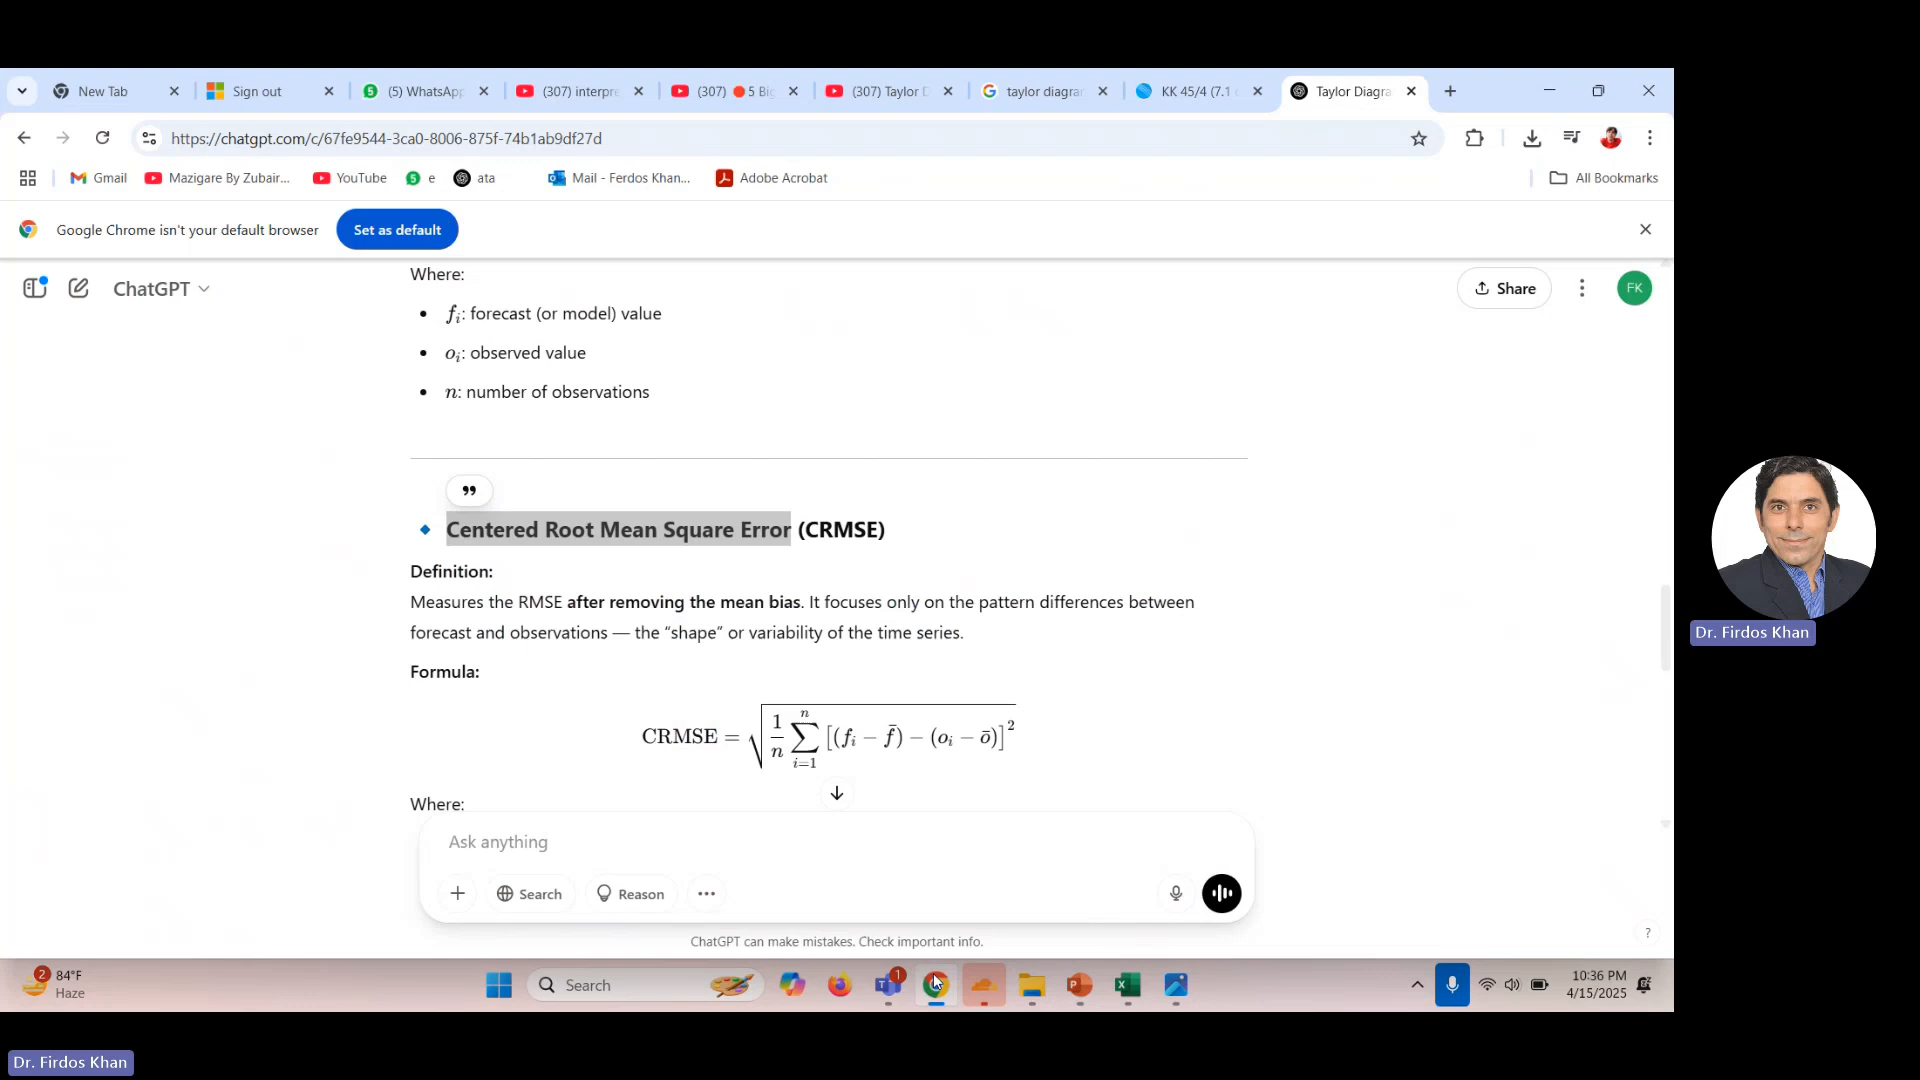 New Tab
Sign out
(5) WhatsApp
(307) interpre
(307) 🔴 5 Big
(307) Taylor D
taylor diagram
KK 45/4 (7.1 o
Taylor Diagra
https://chatgpt.com/c/67fe9544-3ca0-8006-875f-74b1ab9df27d
Gmail
Mazigare By Zubair...
YouTube
e
ata
Mail - Ferdos Khan...
Adobe Acrobat
All Bookmarks
Google Chrome isn't your default browser
Set as default
ChatGPT
Share
FK
Where:
• fᵢ: forecast (or model) value
• oᵢ: observed value
• n: number of observations
Centered Root Mean Square Error (CRMSE)
Definition:
Measures the RMSE after removing the mean bias. It focuses only on the pattern differences between
forecast and observations — the “shape” or variability of the time series.
Formula:
CRMSE = √(1/n ∑ᵢ₌₁ⁿ [(fᵢ − f̄) − (oᵢ − ō)]²)
Where:
Ask anything
Search
Reason
ChatGPT can make mistakes. Check important info.
?
2
84°F
Haze
Search
1
10:36 PM
4/15/2025
Dr. Firdos Khan
Dr. Firdos Khan